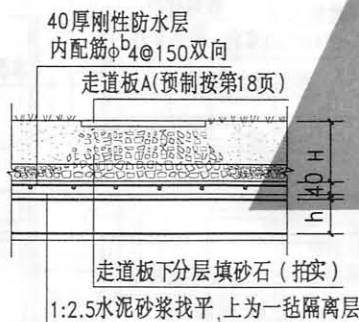 40厚刚性防水层
内配筋ϕᵇ4@150双向
走道板A(预制按第18页)
H
40
h
走道板下分层填砂石(拍实)
1:2.5水泥砂浆找平,上为一毡隔离层